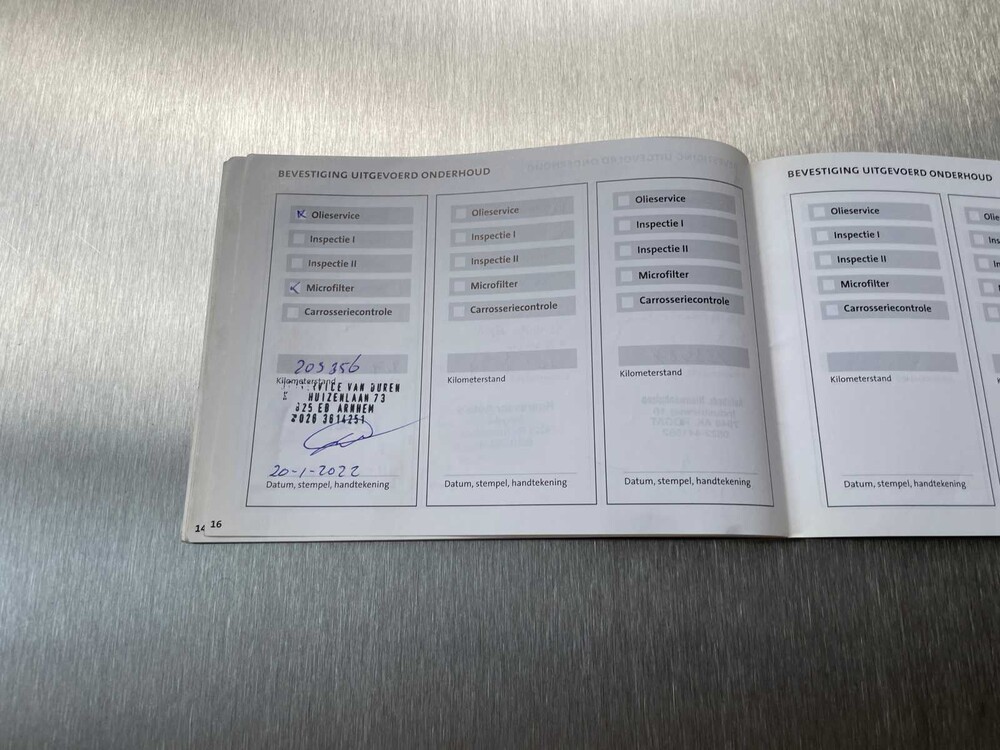 BEVESTIGING UITGEVOERD ONDERHOUD
Olieservice
Inspectie I
Inspectie II
Microfilter
Carrosseriecontrole
203356
Kilometerstand
VAN DUREN
HUIZENLAAN 73
ARNHEM
20-1-2022
Datum, stempel, handtekening
Olieservice
Inspectie I
Inspectie II
Microfilter
Carrosseriecontrole
Kilometerstand
Datum, stempel, handtekening
Olieservice
Inspectie I
Inspectie II
Microfilter
Carrosseriecontrole
Kilometerstand
Datum, stempel, handtekening
14 16
BEVESTIGING UITGEVOERD ONDERHOUD
Olieservice
Inspectie I
Inspectie II
Microfilter
Carrosseriecontrole
Kilometerstand
Datum, stempel, handtekening